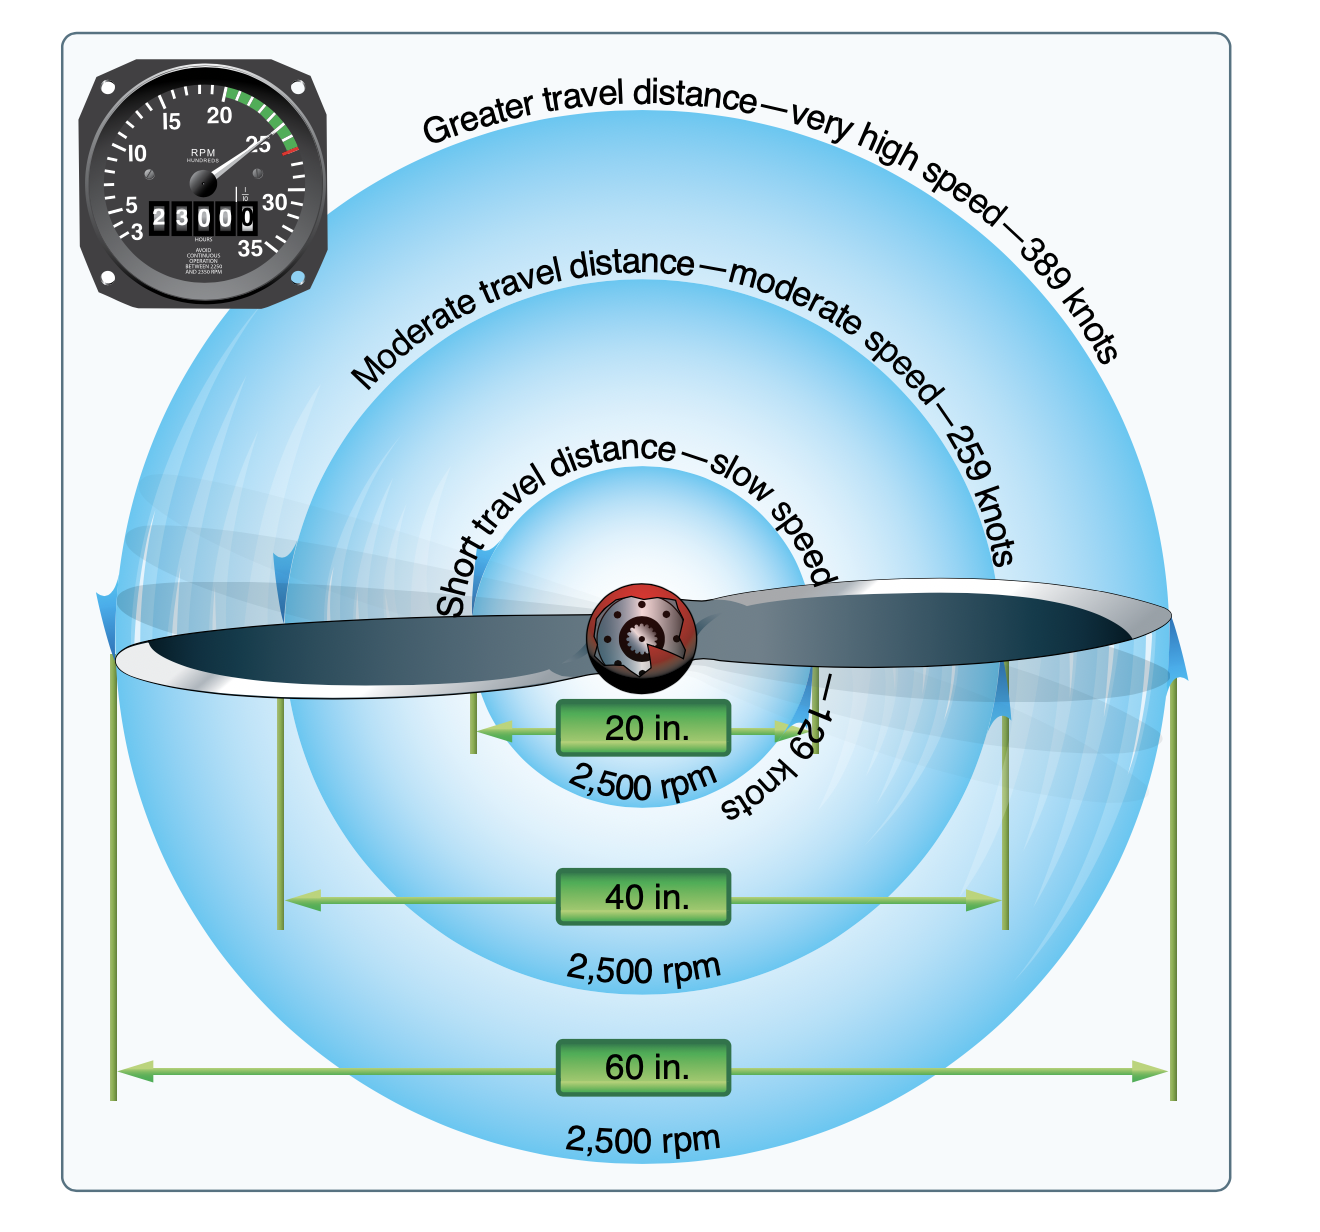 15
20
25
10
RPM
HUNDREDS
1
10
5
30
3
2 3 0 0 0
HOURS
35
AVOID
CONTINUOUS
OPERATION
BETWEEN 2250
AND 2350 RPM
Greater travel distance—very high speed—389 knots
Moderate travel distance—moderate speed—259 knots
Short travel distance—slow speed—129 knots
20 in.
2,500 rpm
40 in.
2,500 rpm
60 in.
2,500 rpm